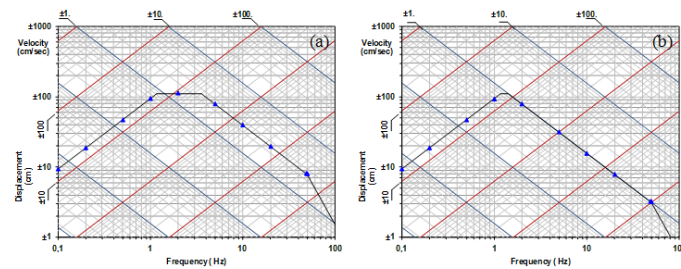 ±1. ±10. ±100.
±1000
(a)
Velocity
(cm/sec)
±100
±100
±10
±10
Displacement
(cm)
±1
0,1 1 10 100
Frequency ( Hz)
±1. ±10. ±100.
±1000
(b)
Velocity
(cm/sec)
±100
±100
±10
±10
Displacement
(cm)
±1
0,1 1 10 100
Frequency ( Hz)